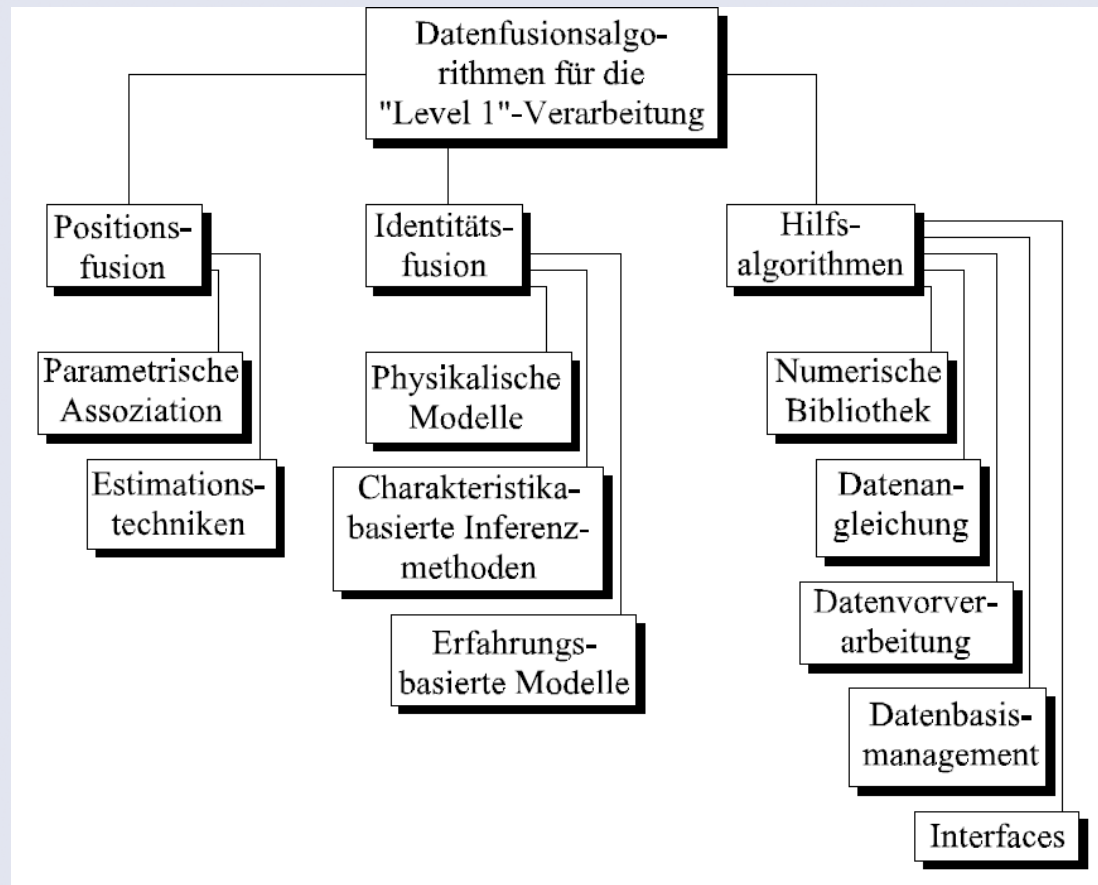 Datenfusionsalgo-
rithmen für die
"Level 1"-Verarbeitung
Positions-
fusion
Identitäts-
fusion
Hilfs-
algorithmen
Parametrische
Assoziation
Estimations-
techniken
Physikalische
Modelle
Charakteristika-
basierte Inferenz-
methoden
Erfahrungs-
basierte Modelle
Numerische
Bibliothek
Datenan-
gleichung
Datenvorver-
arbeitung
Datenbasis-
management
Interfaces